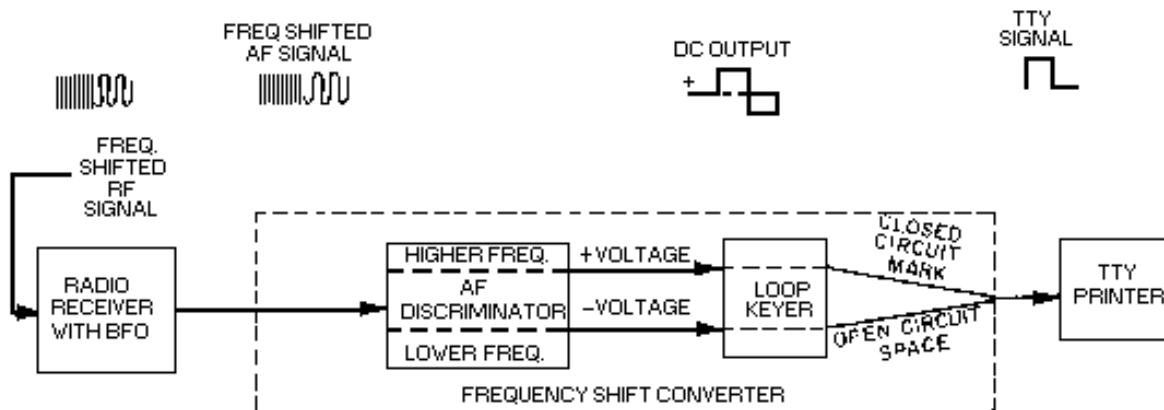 FREQ SHIFTED
AF SIGNAL
DC OUTPUT
+
TTY
SIGNAL
FREQ.
SHIFTED
RF
SIGNAL
RADIO
RECEIVER
WITH BFO
HIGHER FREQ.
AF
DISCRIMINATOR
LOWER FREQ.
+VOLTAGE
-VOLTAGE
LOOP
KEYER
CLOSED
CIRCUIT
MARK
OPEN CIRCUIT
SPACE
TTY
PRINTER
FREQUENCY SHIFT CONVERTER